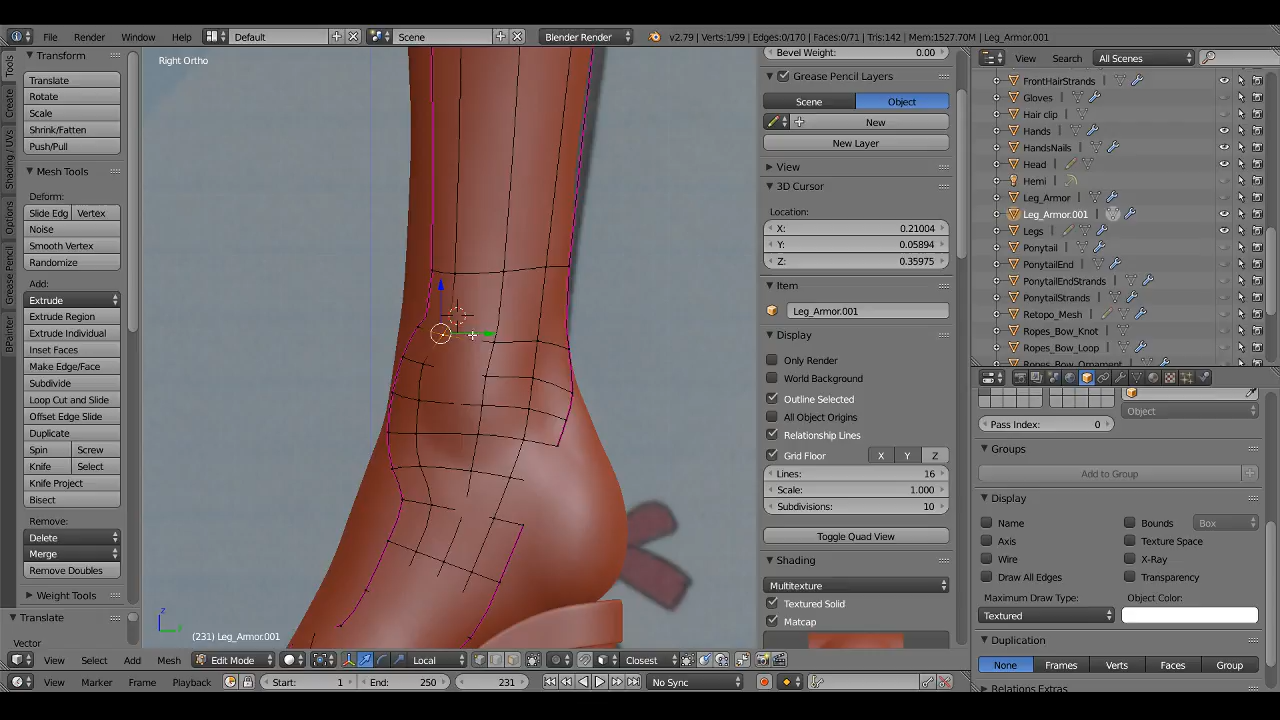 File Render Window Help Default Scene Blender Render v2.79 | Verts:1/99 | Edges:0/170 | Faces:0/71 | Tris:142 | Mem:1527.70M | Leg_Armor.001
Tools
Create
Shading / UVs
Options
Grease Pencil
BPainter
Transform
Translate
Rotate
Scale
Shrink/Fatten
Push/Pull
Mesh Tools
Deform:
Slide Edg Vertex
Noise
Smooth Vertex
Randomize
Add:
Extrude
Extrude Region
Extrude Individual
Inset Faces
Make Edge/Face
Subdivide
Loop Cut and Slide
Offset Edge Slide
Duplicate
Spin Screw
Knife Select
Knife Project
Bisect
Remove:
Delete
Merge
Remove Doubles
Weight Tools
Translate
Vector
Right Ortho
z
(231) Leg_Armor.001
Bevel Weight: 0.00
Grease Pencil Layers
Scene Object
New
New Layer
View
3D Cursor
Location:
X: 0.21004
Y: 0.05894
Z: 0.35975
Item
Leg_Armor.001
Display
Only Render
World Background
Outline Selected
All Object Origins
Relationship Lines
Grid Floor X Y Z
Lines: 16
Scale: 1.000
Subdivisions: 10
Toggle Quad View
Shading
Multitexture
Textured Solid
Matcap
View Search All Scenes
FrontHairStrands
Gloves
Hair clip
Hands
HandsNails
Head
Hemi
Leg_Armor
Leg_Armor.001
Legs
Ponytail
PonytailEnd
PonytailEndStrands
PonytailStrands
Retopo_Mesh
Ropes_Bow_Knot
Ropes_Bow_Loop
Ropes_Bow_Ornament
Object
Pass Index: 0
Groups
Add to Group
Display
Name Bounds Box
Axis Texture Space
Wire X-Ray
Draw All Edges Transparency
Maximum Draw Type: Object Color:
Textured
Duplication
None Frames Verts Faces Group
Relations Extras
View Select Add Mesh Edit Mode Local Closest
View Marker Frame Playback Start: 1 End: 250 231 No Sync